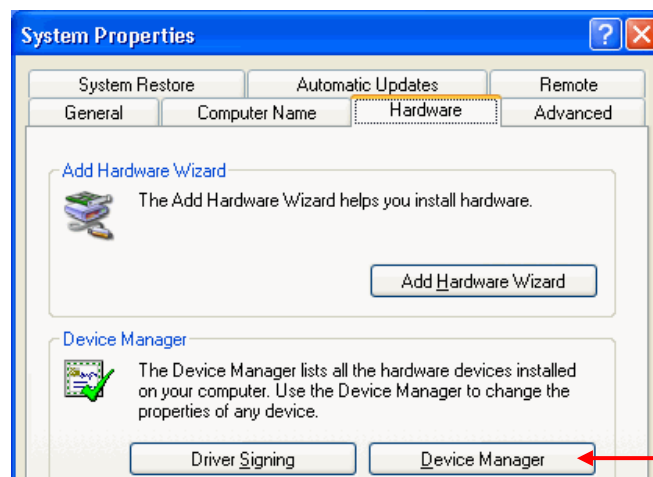 System Properties
System Restore Automatic Updates Remote
General Computer Name Hardware Advanced
Add Hardware Wizard
The Add Hardware Wizard helps you install hardware.
Add Hardware Wizard
Device Manager
The Device Manager lists all the hardware devices installed
on your computer. Use the Device Manager to change the
properties of any device.
Driver Signing Device Manager